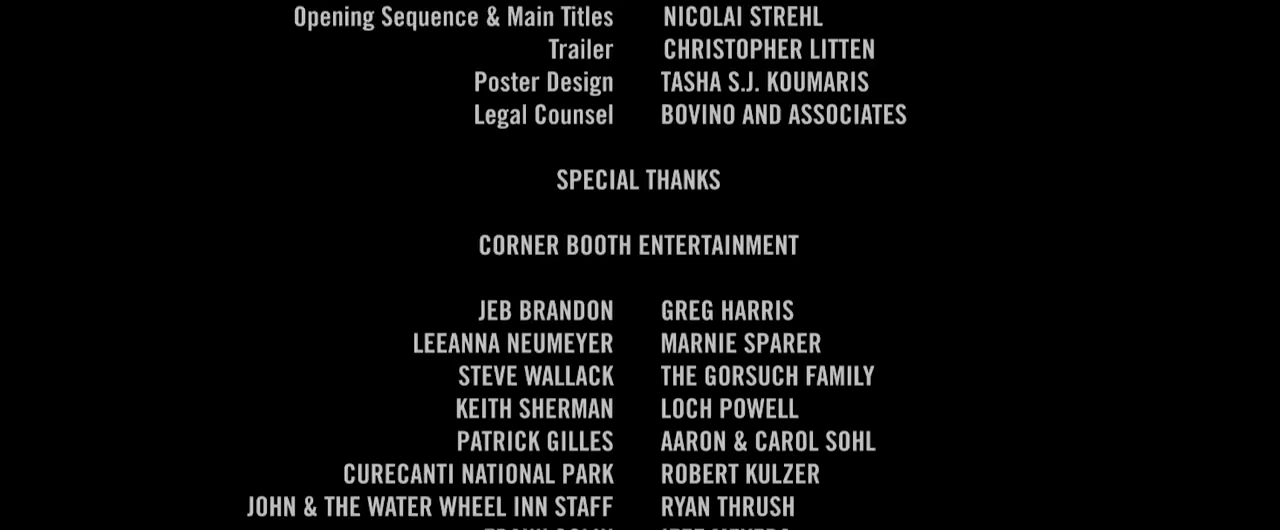 Opening Sequence & Main Titles NICOLAI STREHL
Trailer CHRISTOPHER LITTEN
Poster Design TASHA S.J. KOUMARIS
Legal Counsel BOVINO AND ASSOCIATES
SPECIAL THANKS
CORNER BOOTH ENTERTAINMENT
JEB BRANDON GREG HARRIS
LEEANNA NEUMEYER MARNIE SPARER
STEVE WALLACK THE GORSUCH FAMILY
KEITH SHERMAN LOCH POWELL
PATRICK GILLES AARON & CAROL SOHL
CURECANTI NATIONAL PARK ROBERT KULZER
JOHN & THE WATER WHEEL INN STAFF RYAN THRUSH